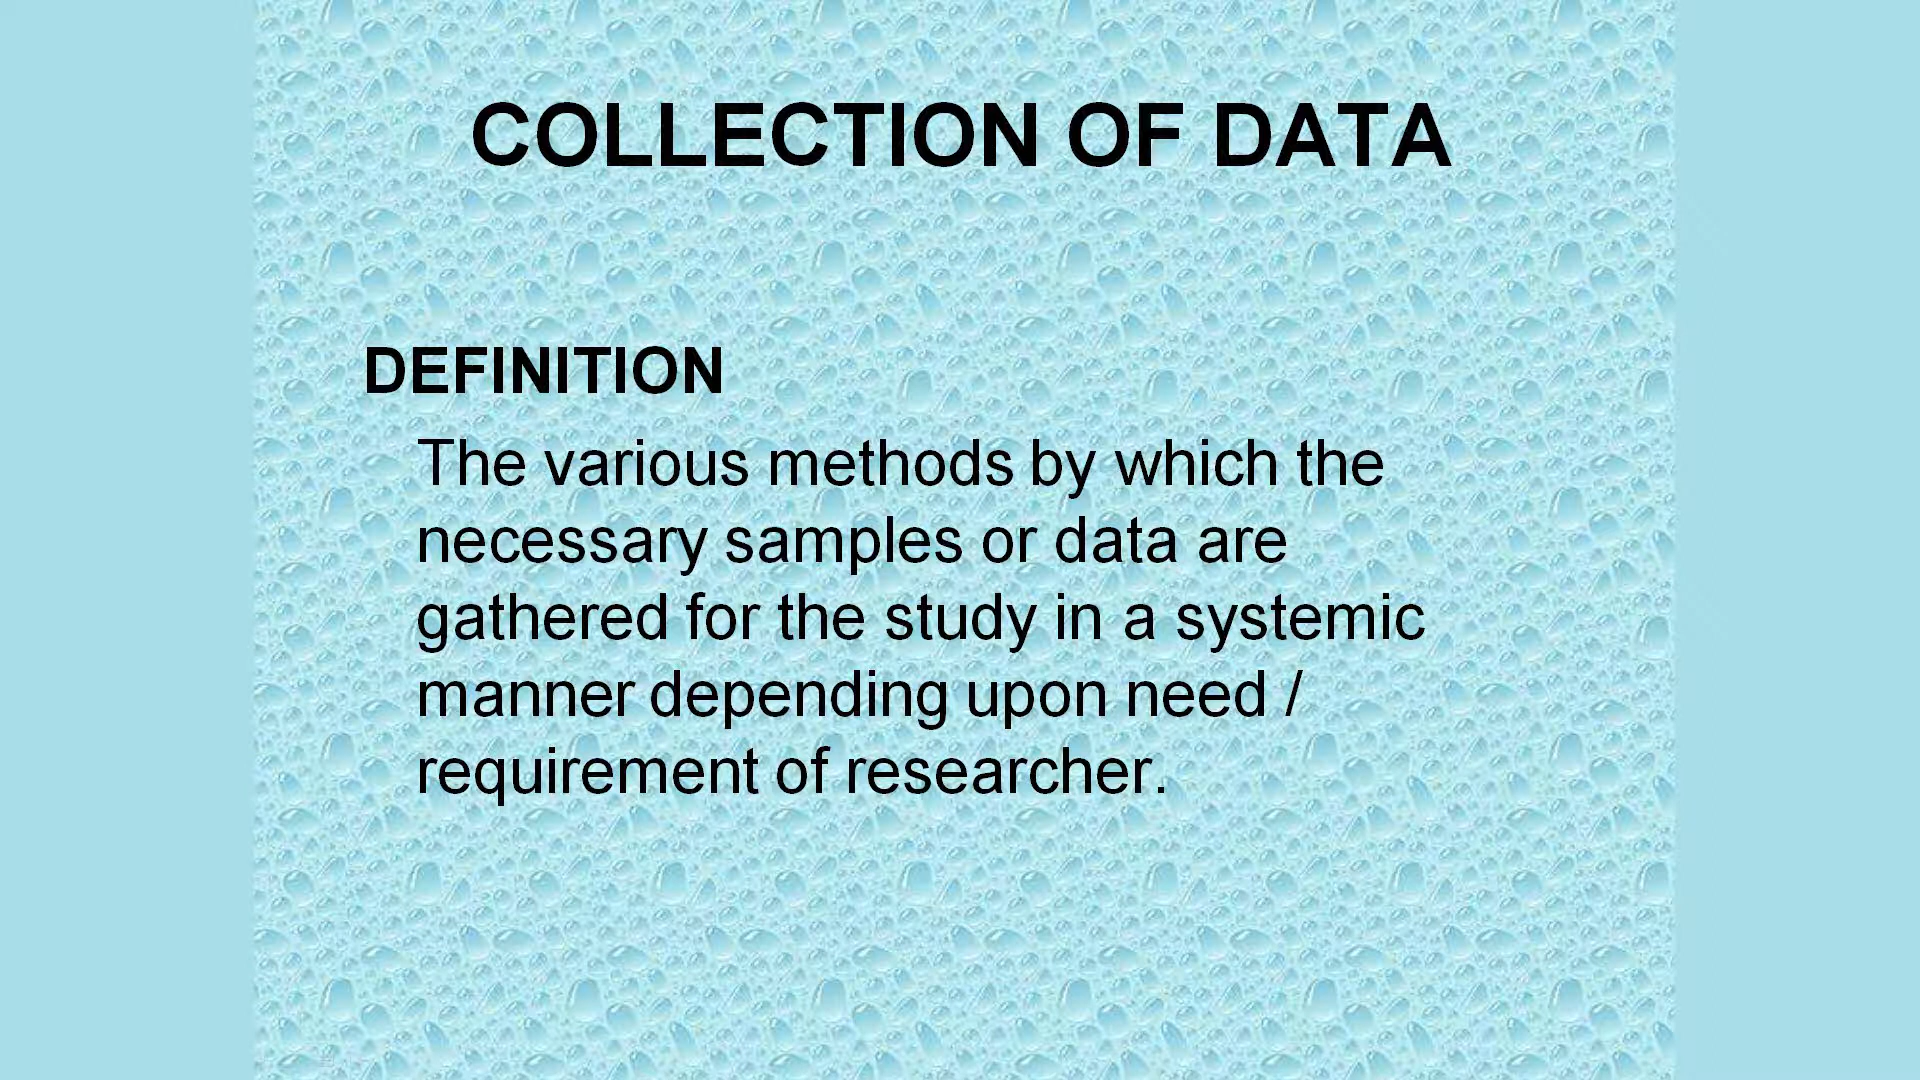 COLLECTION OF DATA
DEFINITION
The various methods by which the
necessary samples or data are
gathered for the study in a systemic
manner depending upon need /
requirement of researcher.